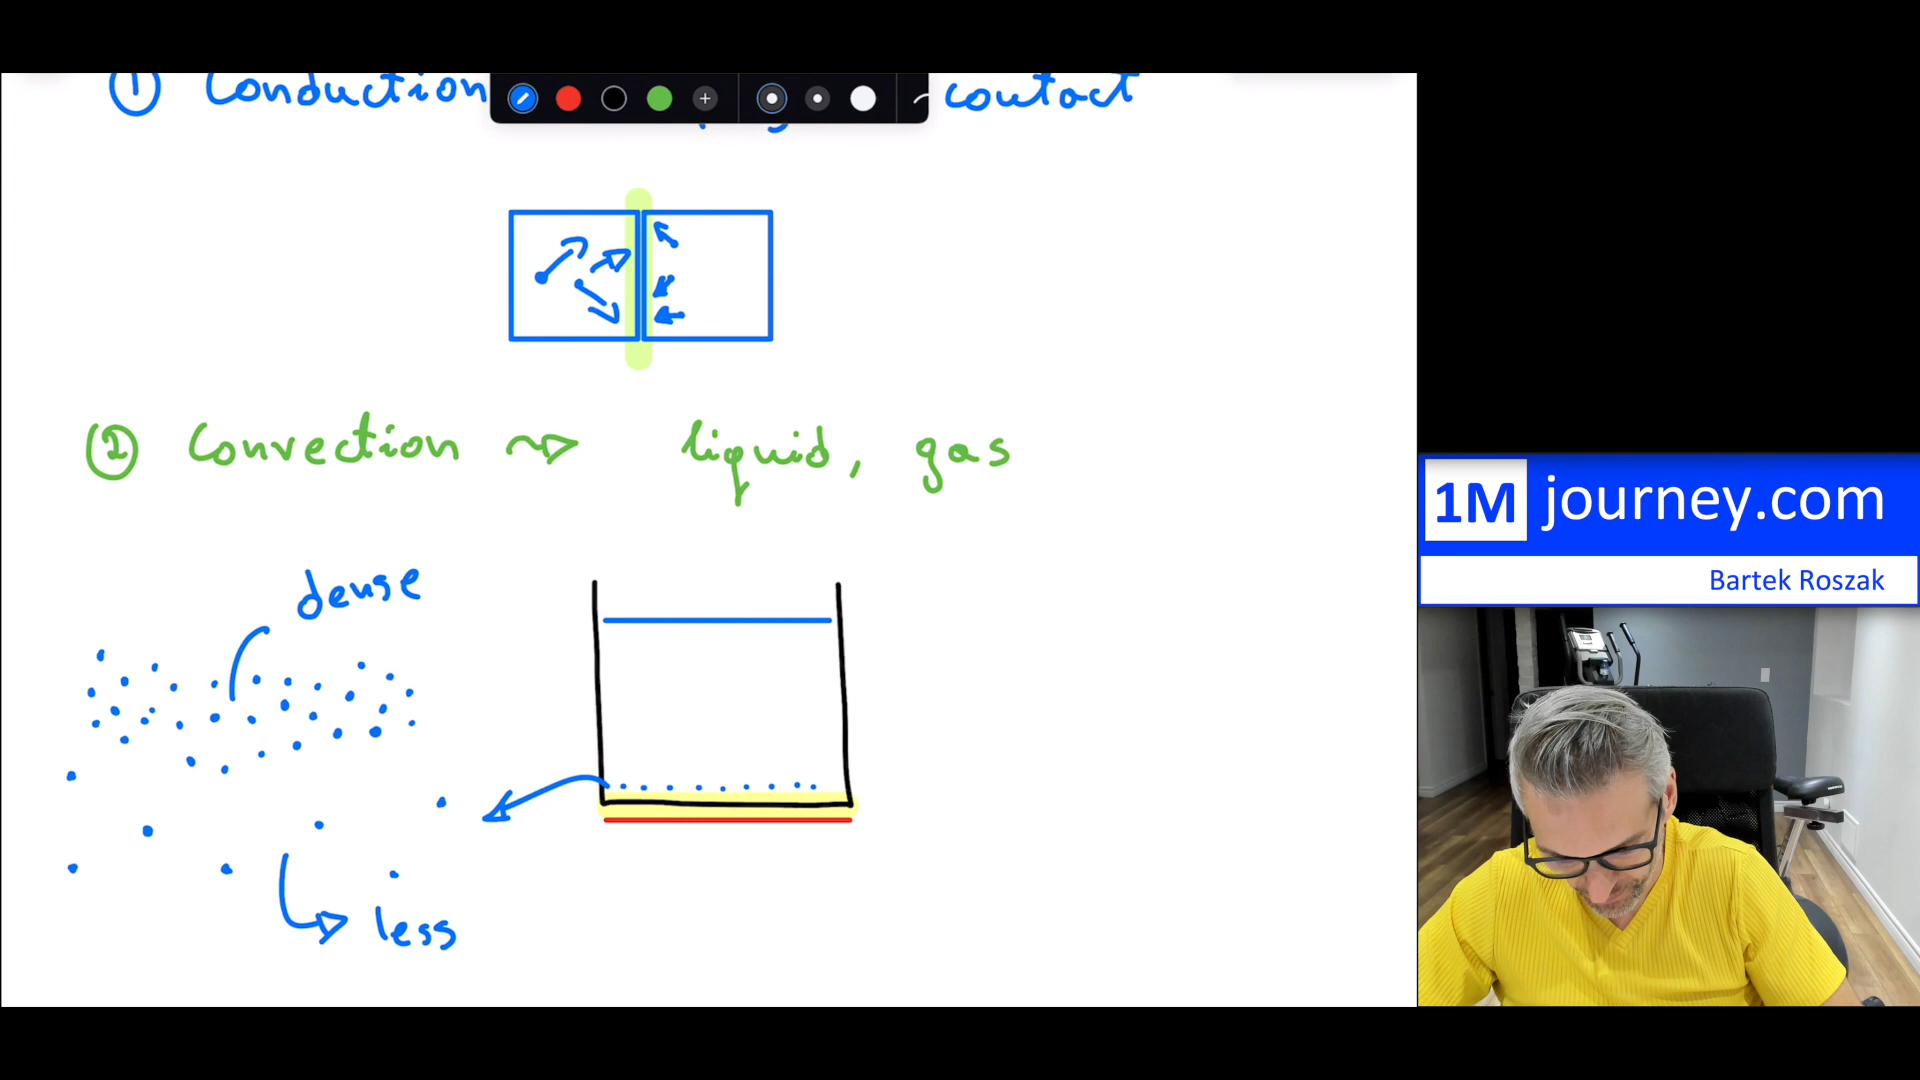 ① Conduction contact
② Convection ⇝ liquid, gas
dense
less
1M journey.com
Bartek Roszak